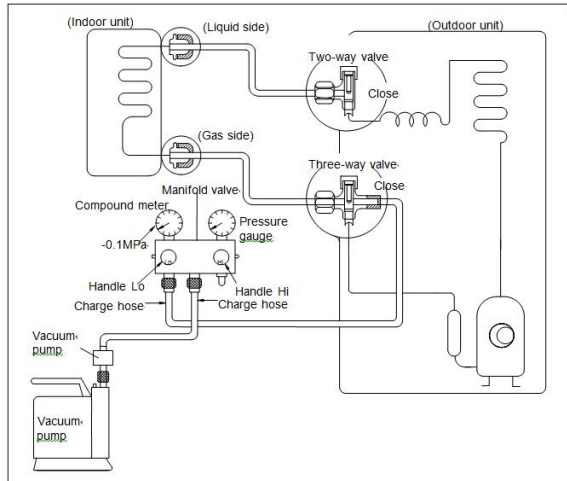 (Indoor unit)
(Liquid side)
(Outdoor unit)
Two-way valve
Close
(Gas side)
Three-way valve
Close
Manifold valve
Compound meter
Pressure
gauge
-0.1MPa
Lo
Hi
Handle Lo
Handle Hi
Charge hose
Charge hose
Vacuum
pump
Vacuum
pump